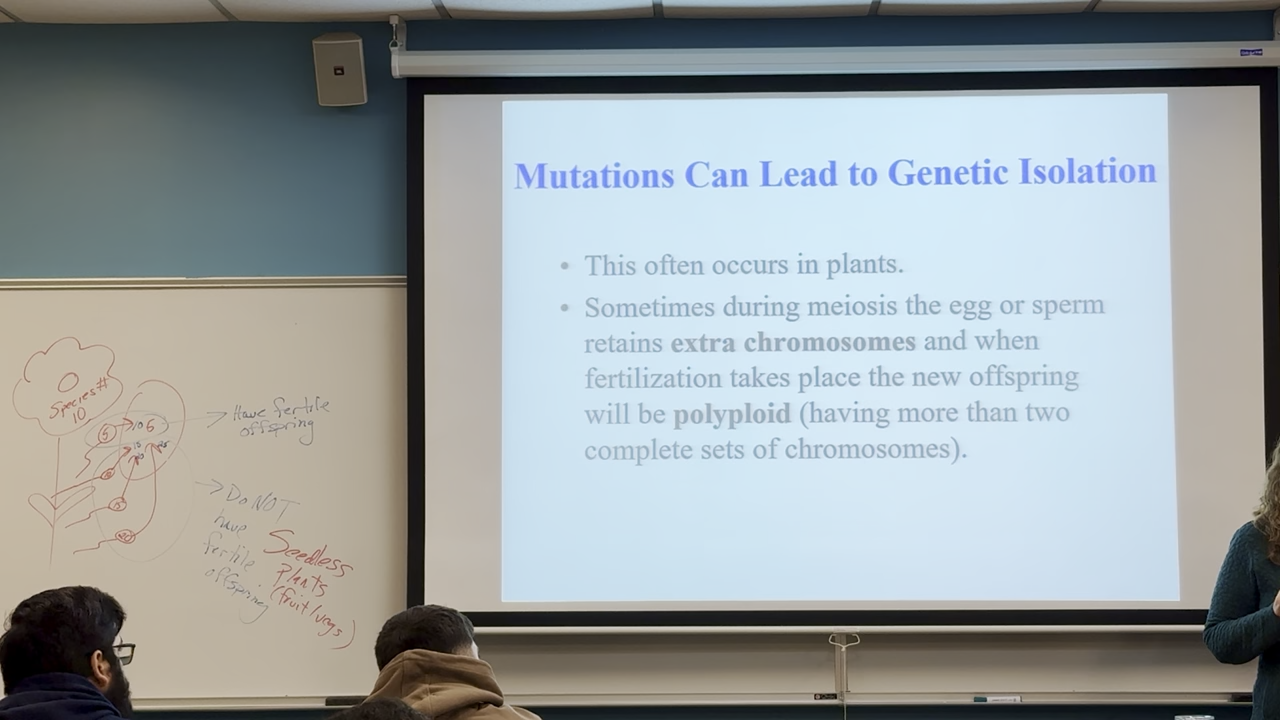 Mutations Can Lead to Genetic Isolation
• This often occurs in plants.
• Sometimes during meiosis the egg or sperm
retains extra chromosomes and when
fertilization takes place the new offspring
will be polyploid (having more than two
complete sets of chromosomes).
Species#
10
5
Have fertile
offspring
Do NOT
have
fertile
offspring
Seedless
Plants
(fruit/vegs)